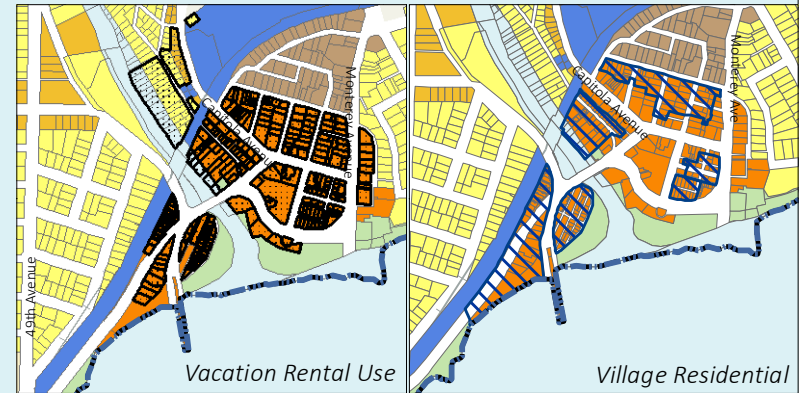 Capitola Avenue
Monterey Avenue
49th Avenue
Vacation Rental Use
Capitola Avenue
Monterey Ave
Village Residential